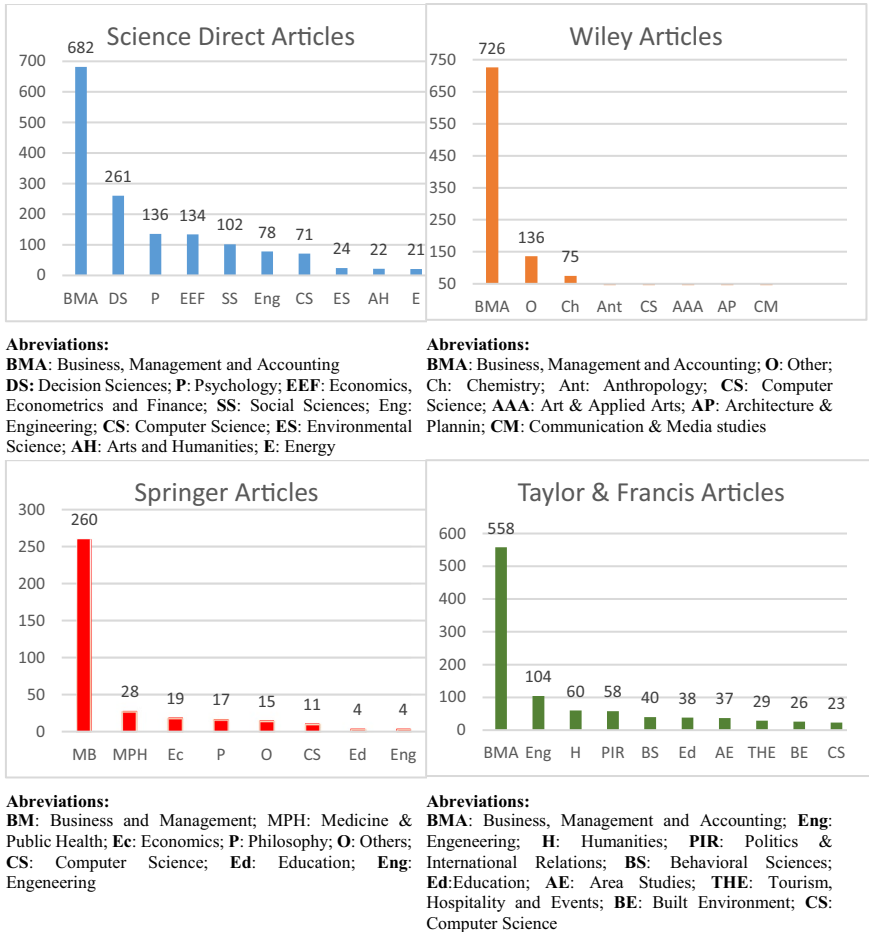 Science Direct Articles
682
700
600
500
400
300
261
200
136
134
102
100
78
71
24
22
21
0
BMA DS P EEF SS Eng CS ES AH E
Abreviations:
BMA: Business, Management and Accounting
DS: Decision Sciences; P: Psychology; EEF: Economics,
Econometrics and Finance; SS: Social Sciences; Eng:
Engineering; CS: Computer Science; ES: Environmental
Science; AH: Arts and Humanities; E: Energy
Wiley Articles
726
750
650
550
450
350
250
150
136
75
50
BMA O Ch Ant CS AAA AP CM
Abreviations:
BMA: Business, Management and Accounting; O: Other;
Ch: Chemistry; Ant: Anthropology; CS: Computer
Science; AAA: Art & Applied Arts; AP: Architecture &
Plannin; CM: Communication & Media studies
Springer Articles
300
260
250
200
150
100
50
28
19
17
15
11
4
4
0
MB MPH Ec P O CS Ed Eng
Abreviations:
BM: Business and Management; MPH: Medicine &
Public Health; Ec: Economics; P: Philosophy; O: Others;
CS: Computer Science; Ed: Education; Eng:
Engeneering
Taylor & Francis Articles
600
558
500
400
300
200
104
100
60
58
40
38
37
29
26
23
0
BMA Eng H PIR BS Ed AE THE BE CS
Abreviations:
BMA: Business, Management and Accounting; Eng:
Engeneering; H: Humanities; PIR: Politics &
International Relations; BS: Behavioral Sciences;
Ed:Education; AE: Area Studies; THE: Tourism,
Hospitality and Events; BE: Built Environment; CS:
Computer Science